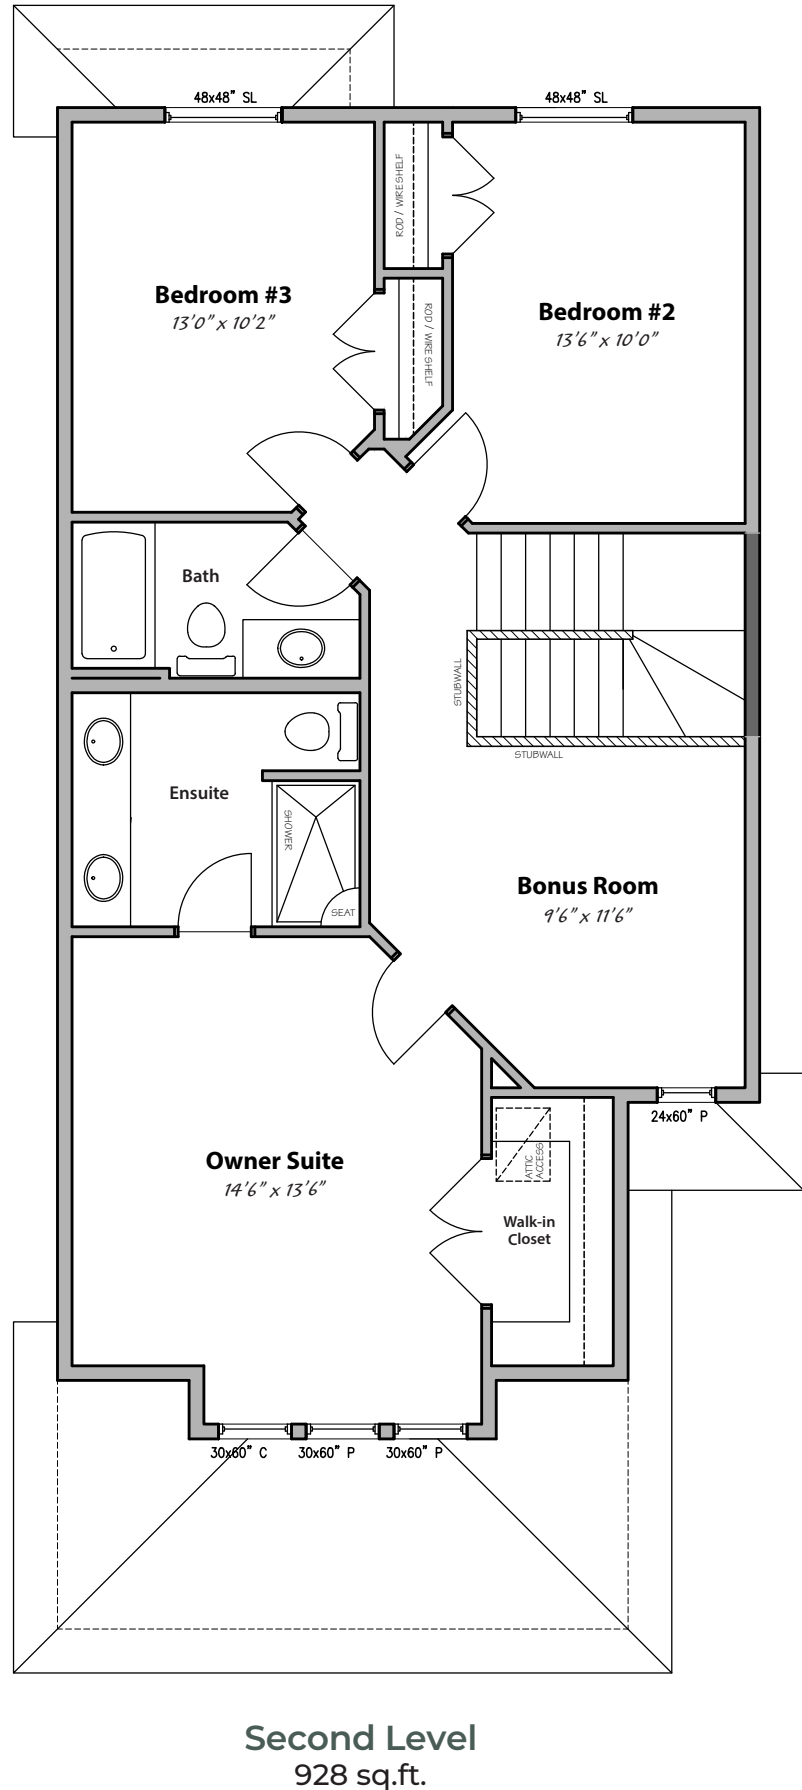 48x48" SL
48x48" SL
ROD / WIRE SHELF
Bedroom #3
13'0" x 10'2"
ROD / WIRE SHELF
Bedroom #2
13'6" x 10'0"
Bath
STUBWALL
STUBWALL
Ensuite
SHOWER
SEAT
Bonus Room
9'6" x 11'6"
24x60" P
Owner Suite
14'6" x 13'6"
ATTIC
ACCESS
Walk-in
Closet
30x60" C
30x60" P
30x60" P
Second Level
928 sq.ft.